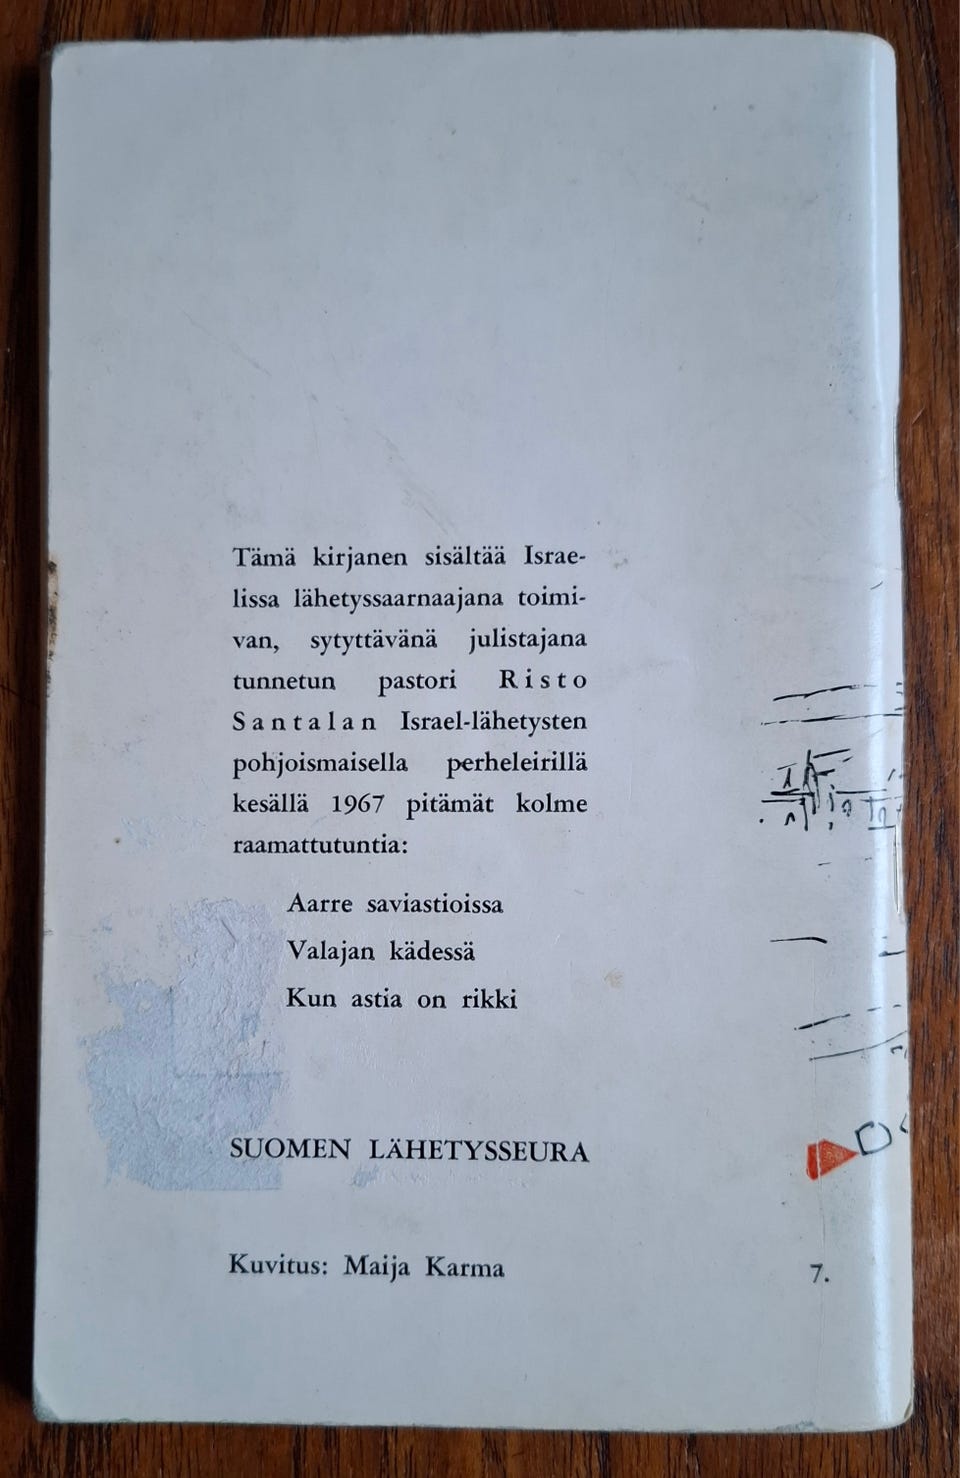 Tämä kirjanen sisältää Israe-
lissa lähetyssaarnaajana toimi-
van, sytyttävänä julistajana
tunnetun pastori Risto
Santalan Israel-lähetysten
pohjoismaisella perheleirillä
kesällä 1967 pitämät kolme
raamattutuntia:
Aarre saviastioissa
Valajan kädessä
Kun astia on rikki
SUOMEN LÄHETYSSEURA
Kuvitus: Maija Karma
7.